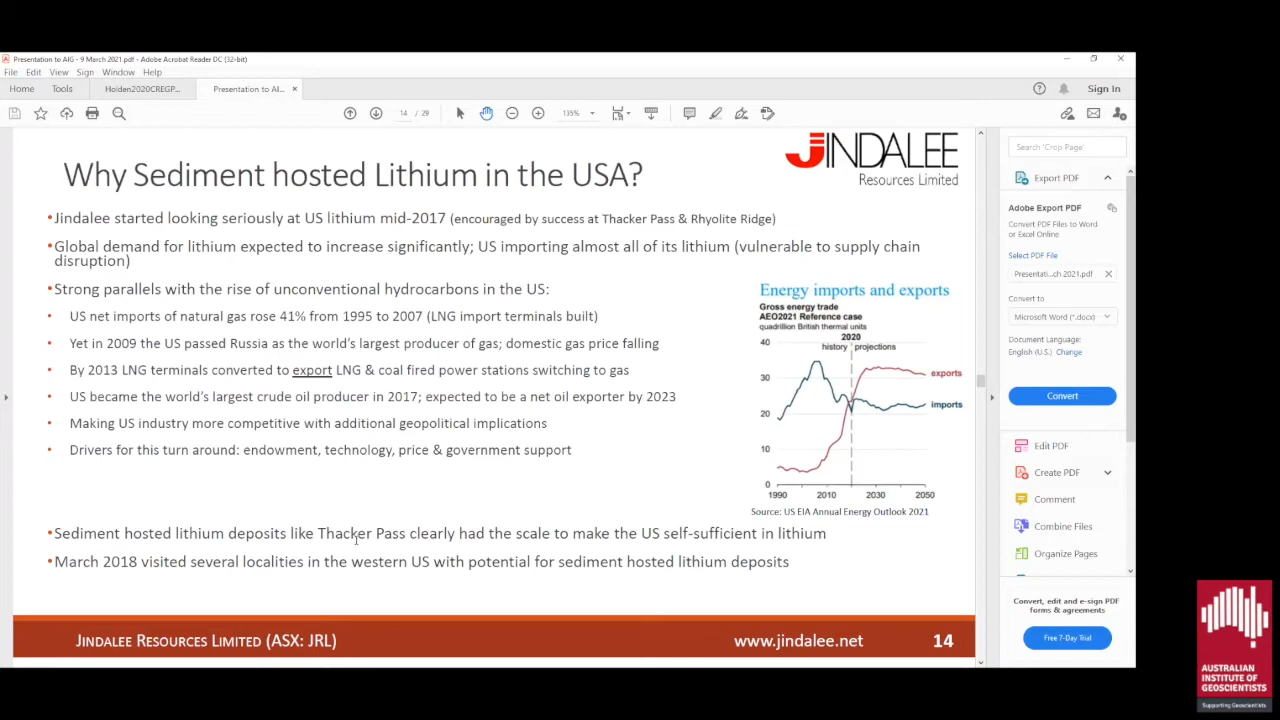 Presentation to AIG - 9 March 2021.pdf - Adobe Acrobat Reader DC (32-bit)
File Edit View Sign Window Help
Home Tools Holden2020CREGP... Presentation to AI... × Sign In
14 / 29 135%
JINDALEE
Resources Limited
Why Sediment hosted Lithium in the USA?
•Jindalee started looking seriously at US lithium mid-2017 (encouraged by success at Thacker Pass & Rhyolite Ridge)
•Global demand for lithium expected to increase significantly; US importing almost all of its lithium (vulnerable to supply chain
disruption)
•Strong parallels with the rise of unconventional hydrocarbons in the US:
• US net imports of natural gas rose 41% from 1995 to 2007 (LNG import terminals built)
• Yet in 2009 the US passed Russia as the world's largest producer of gas; domestic gas price falling
• By 2013 LNG terminals converted to export LNG & coal fired power stations switching to gas
• US became the world's largest crude oil producer in 2017; expected to be a net oil exporter by 2023
• Making US industry more competitive with additional geopolitical implications
• Drivers for this turn around: endowment, technology, price & government support
Energy imports and exports
Gross energy trade
AEO2021 Reference case
quadrillion British thermal units
2020
history projections
40
30
20
10
0
exports
imports
1990 2010 2030 2050
Source: US EIA Annual Energy Outlook 2021
•Sediment hosted lithium deposits like Thacker Pass clearly had the scale to make the US self-sufficient in lithium
•March 2018 visited several localities in the western US with potential for sediment hosted lithium deposits
JINDALEE RESOURCES LIMITED (ASX: JRL) www.jindalee.net 14
Search 'Crop Page'
Export PDF
Adobe Export PDF
Convert PDF Files to Word
or Excel Online
Select PDF File
Presentati...ch 2021.pdf
Convert to
Microsoft Word (*.docx)
Document Language:
English (U.S.) Change
Convert
Edit PDF
Create PDF
Comment
Combine Files
Organize Pages
Convert, edit and e-sign PDF
forms & agreements
Free 7-Day Trial
AUSTRALIAN
INSTITUTE OF
GEOSCIENTISTS
Supporting Geoscientists